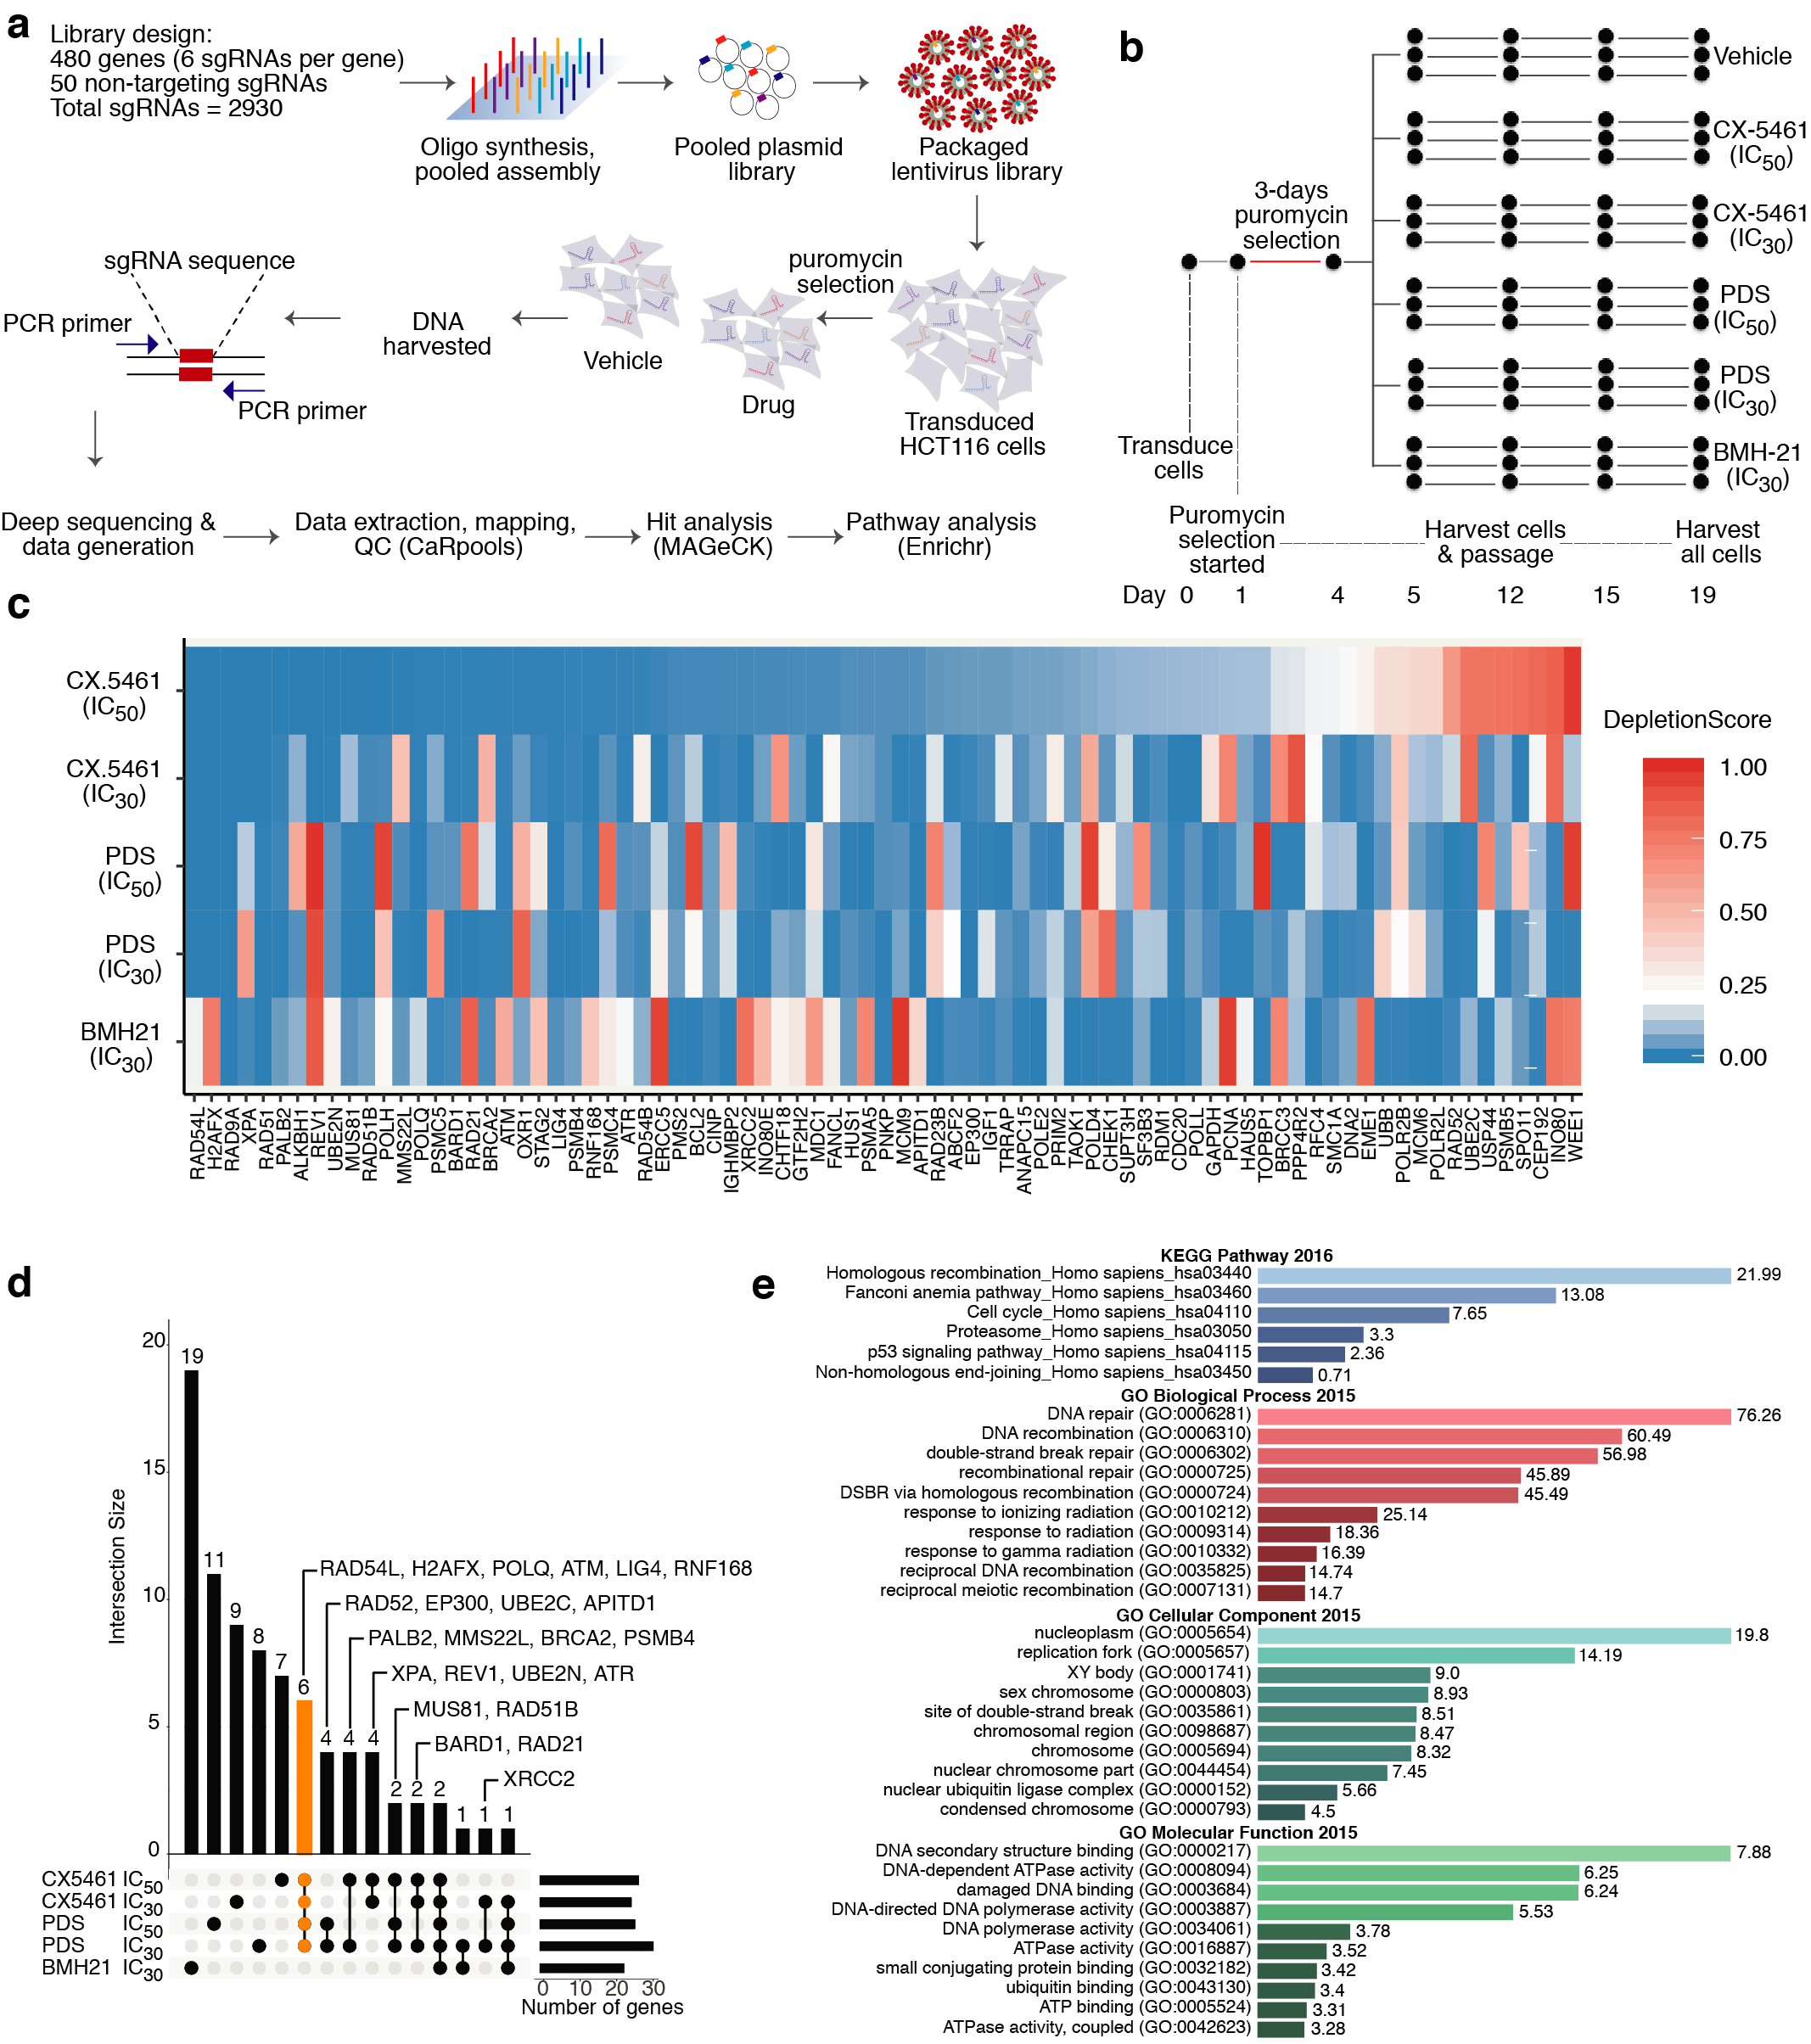 a
Library design:
480 genes (6 sgRNAs per gene)
50 non-targeting sgRNAs
Total sgRNAs = 2930
Oligo synthesis,
pooled assembly
Pooled plasmid
library
Packaged
lentivirus library
sgRNA sequence
PCR primer
PCR primer
DNA
harvested
Vehicle
puromycin
selection
Drug
Transduced
HCT116 cells
Deep sequencing &
data generation
Data extraction, mapping,
QC (CaRpools)
Hit analysis
(MAGeCK)
Pathway analysis
(Enrichr)
b
3-days
puromycin
selection
Vehicle
CX-5461
(IC50)
CX-5461
(IC30)
PDS
(IC50)
PDS
(IC30)
BMH-21
(IC30)
Transduce
cells
Puromycin
selection
started
Harvest cells
& passage
Harvest
all cells
Day 0 1 4 5 12 15 19
c
CX.5461
(IC50)
CX.5461
(IC30)
PDS
(IC50)
PDS
(IC30)
BMH21
(IC30)
DepletionScore
1.00
0.75
0.50
0.25
0.00
RAD54L
H2AFX
RAD9A
XPA
RAD51
PALB2
ALKBH1
REV1
UBE2N
MUS81
RAD51B
POLH
MMS22L
POLQ
PSMC5
BARD1
RAD21
BRCA2
ATM
OXR1
STAG2
LIG4
PSMB4
RNF168
PSMC4
ATR
RAD54B
ERCC5
PMS2
BCL2
CINP
IGHMBP2
XRCC2
INO80E
CHTF18
GTF2H2
MDC1
FANCL
HUS1
PSMA5
PNKP
MCM9
APITD1
RAD23B
ABCF2
EP300
IGF1
TRRAP
ANAPC15
POLE2
PRIM2
TAOK1
POLD4
CHEK1
SUPT3H
SF3B3
RDM1
CDC20
POLL
GAPDH
PCNA
HAUS5
TOPBP1
BRCC3
PPP4R2
RFC4
SMC1A
DNA2
EME1
UBB
POLR2B
MCM6
POLR2L
RAD52
UBE2C
USP44
PSMB5
SPO11
CEP192
INO80
WEE1
d
Intersection Size
20
15
10
5
0
19
11
9
8
7
6
4
4
4
2
2
2
1
1
1
RAD54L, H2AFX, POLQ, ATM, LIG4, RNF168
RAD52, EP300, UBE2C, APITD1
PALB2, MMS22L, BRCA2, PSMB4
XPA, REV1, UBE2N, ATR
MUS81, RAD51B
BARD1, RAD21
XRCC2
CX5461 IC50
CX5461 IC30
PDS IC50
PDS IC30
BMH21 IC30
0 10 20 30
Number of genes
e
KEGG Pathway 2016
Homologous recombination_Homo sapiens_hsa03440 21.99
Fanconi anemia pathway_Homo sapiens_hsa03460 13.08
Cell cycle_Homo sapiens_hsa04110 7.65
Proteasome_Homo sapiens_hsa03050 3.3
p53 signaling pathway_Homo sapiens_hsa04115 2.36
Non-homologous end-joining_Homo sapiens_hsa03450 0.71
GO Biological Process 2015
DNA repair (GO:0006281) 76.26
DNA recombination (GO:0006310) 60.49
double-strand break repair (GO:0006302) 56.98
recombinational repair (GO:0000725) 45.89
DSBR via homologous recombination (GO:0000724) 45.49
response to ionizing radiation (GO:0010212) 25.14
response to radiation (GO:0009314) 18.36
response to gamma radiation (GO:0010332) 16.39
reciprocal DNA recombination (GO:0035825) 14.74
reciprocal meiotic recombination (GO:0007131) 14.7
GO Cellular Component 2015
nucleoplasm (GO:0005654) 19.8
replication fork (GO:0005657) 14.19
XY body (GO:0001741) 9.0
sex chromosome (GO:0000803) 8.93
site of double-strand break (GO:0035861) 8.51
chromosomal region (GO:0098687) 8.47
chromosome (GO:0005694) 8.32
nuclear chromosome part (GO:0044454) 7.45
nuclear ubiquitin ligase complex (GO:0000152) 5.66
condensed chromosome (GO:0000793) 4.5
GO Molecular Function 2015
DNA secondary structure binding (GO:0000217) 7.88
DNA-dependent ATPase activity (GO:0008094) 6.25
damaged DNA binding (GO:0003684) 6.24
DNA-directed DNA polymerase activity (GO:0003887) 5.53
DNA polymerase activity (GO:0034061) 3.78
ATPase activity (GO:0016887) 3.52
small conjugating protein binding (GO:0032182) 3.42
ubiquitin binding (GO:0043130) 3.4
ATP binding (GO:0005524) 3.31
ATPase activity, coupled (GO:0042623) 3.28